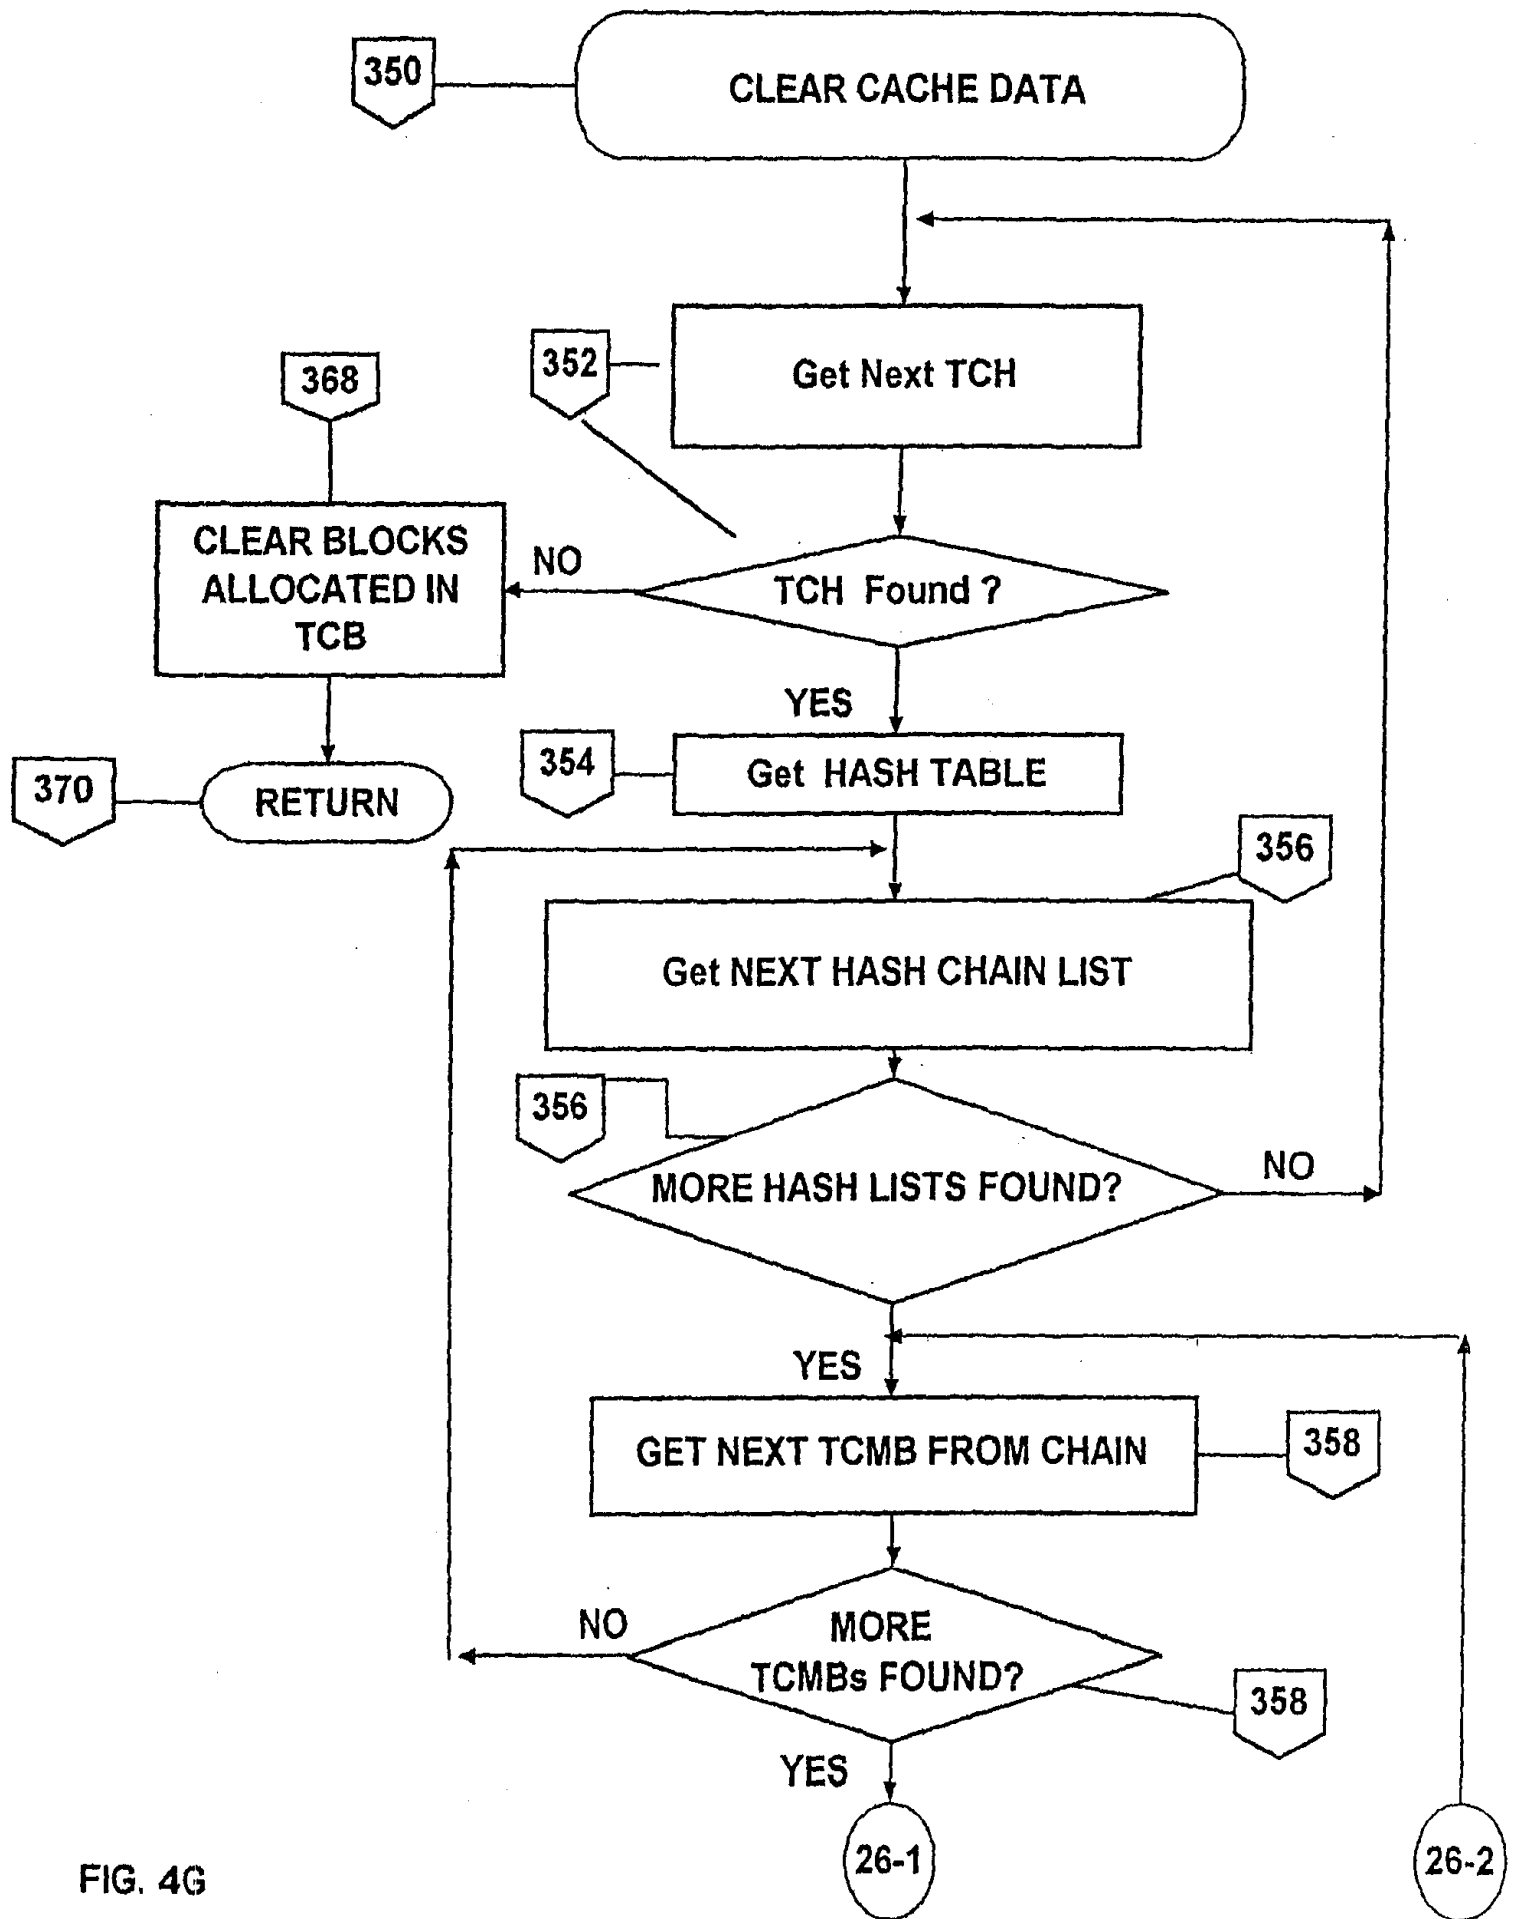 350
CLEAR CACHE DATA
352
Get Next TCH
368
CLEAR BLOCKS
ALLOCATED IN
TCB
NO
TCH Found ?
YES
354
Get HASH TABLE
370
RETURN
356
Get NEXT HASH CHAIN LIST
356
MORE HASH LISTS FOUND?
NO
YES
GET NEXT TCMB FROM CHAIN
358
NO
MORE
TCMBs FOUND?
358
YES
26-1
26-2
FIG. 4G